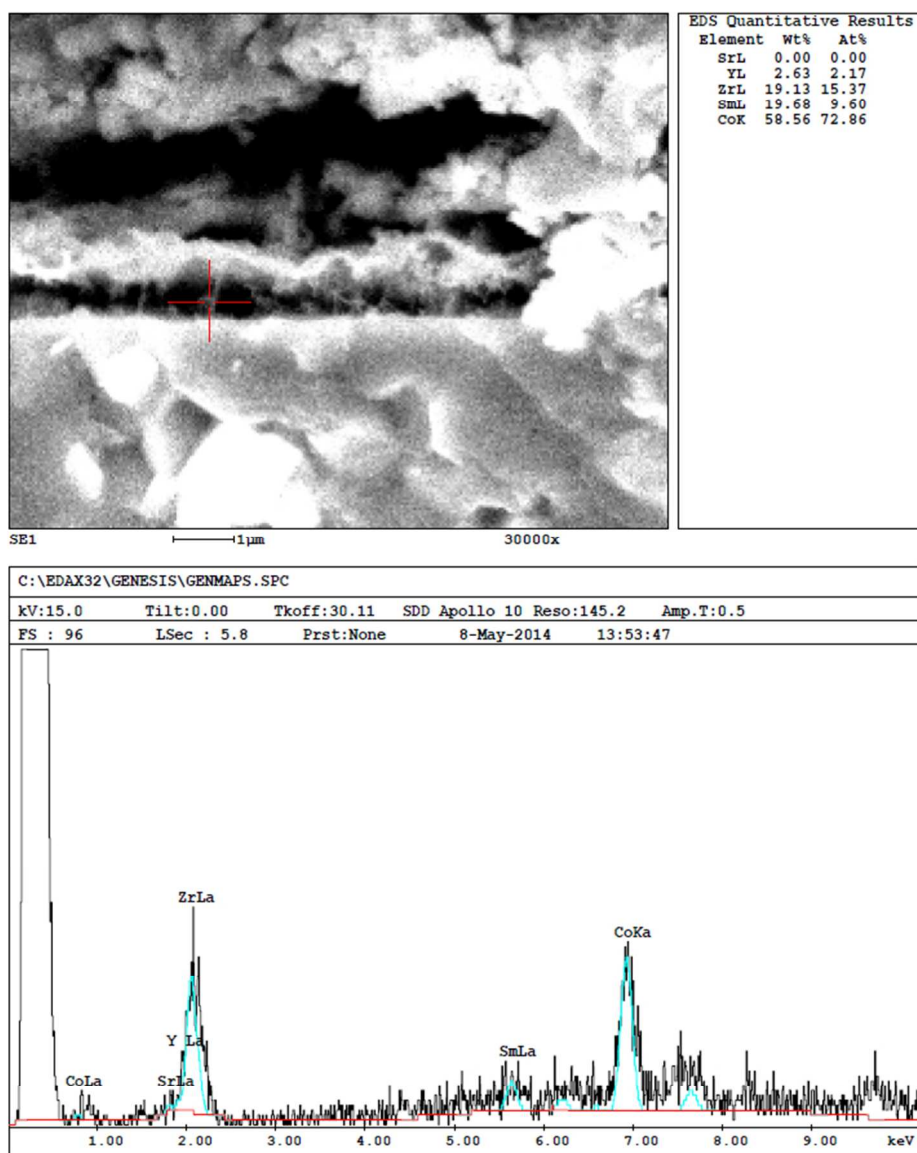 EDS Quantitative Results
Element Wt% At%
SrL 0.00 0.00
YL 2.63 2.17
ZrL 19.13 15.37
SmL 19.68 9.60
CoK 58.56 72.86
SE1 1µm 30000x
C:\EDAX32\GENESIS\GENMAPS.SPC
kV:15.0 Tilt:0.00 Tkoff:30.11 SDD Apollo 10 Reso:145.2 Amp.T:0.5
FS : 96 LSec : 5.8 Prst:None 8-May-2014 13:53:47
ZrLa
CoKa
Y La
SmLa
CoLa SrLa
1.00 2.00 3.00 4.00 5.00 6.00 7.00 8.00 9.00 keV